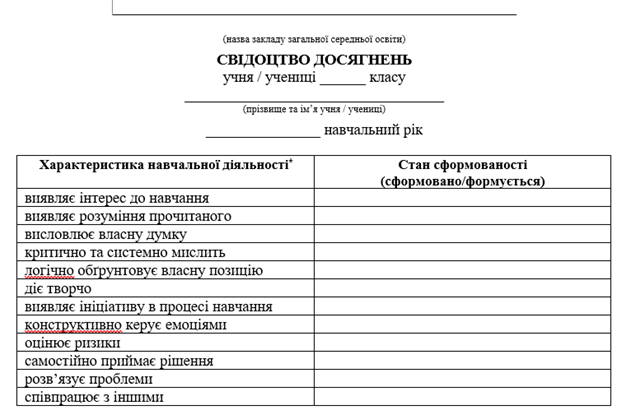 (назва закладу загальної середньої освіти)
СВІДОЦТВО ДОСЯГНЕНЬ
учня / учениці ______ класу
(прізвище та ім’я учня / учениці)
________________ навчальний рік
Характеристика навчальної діяльності* Стан сформованості
(сформовано/формується)
виявляє інтерес до навчання
виявляє розуміння прочитаного
висловлює власну думку
критично та системно мислить
логічно обґрунтовує власну позицію
діє творчо
виявляє ініціативу в процесі навчання
конструктивно керує емоціями
оцінює ризики
самостійно приймає рішення
розв’язує проблеми
співпрацює з іншими